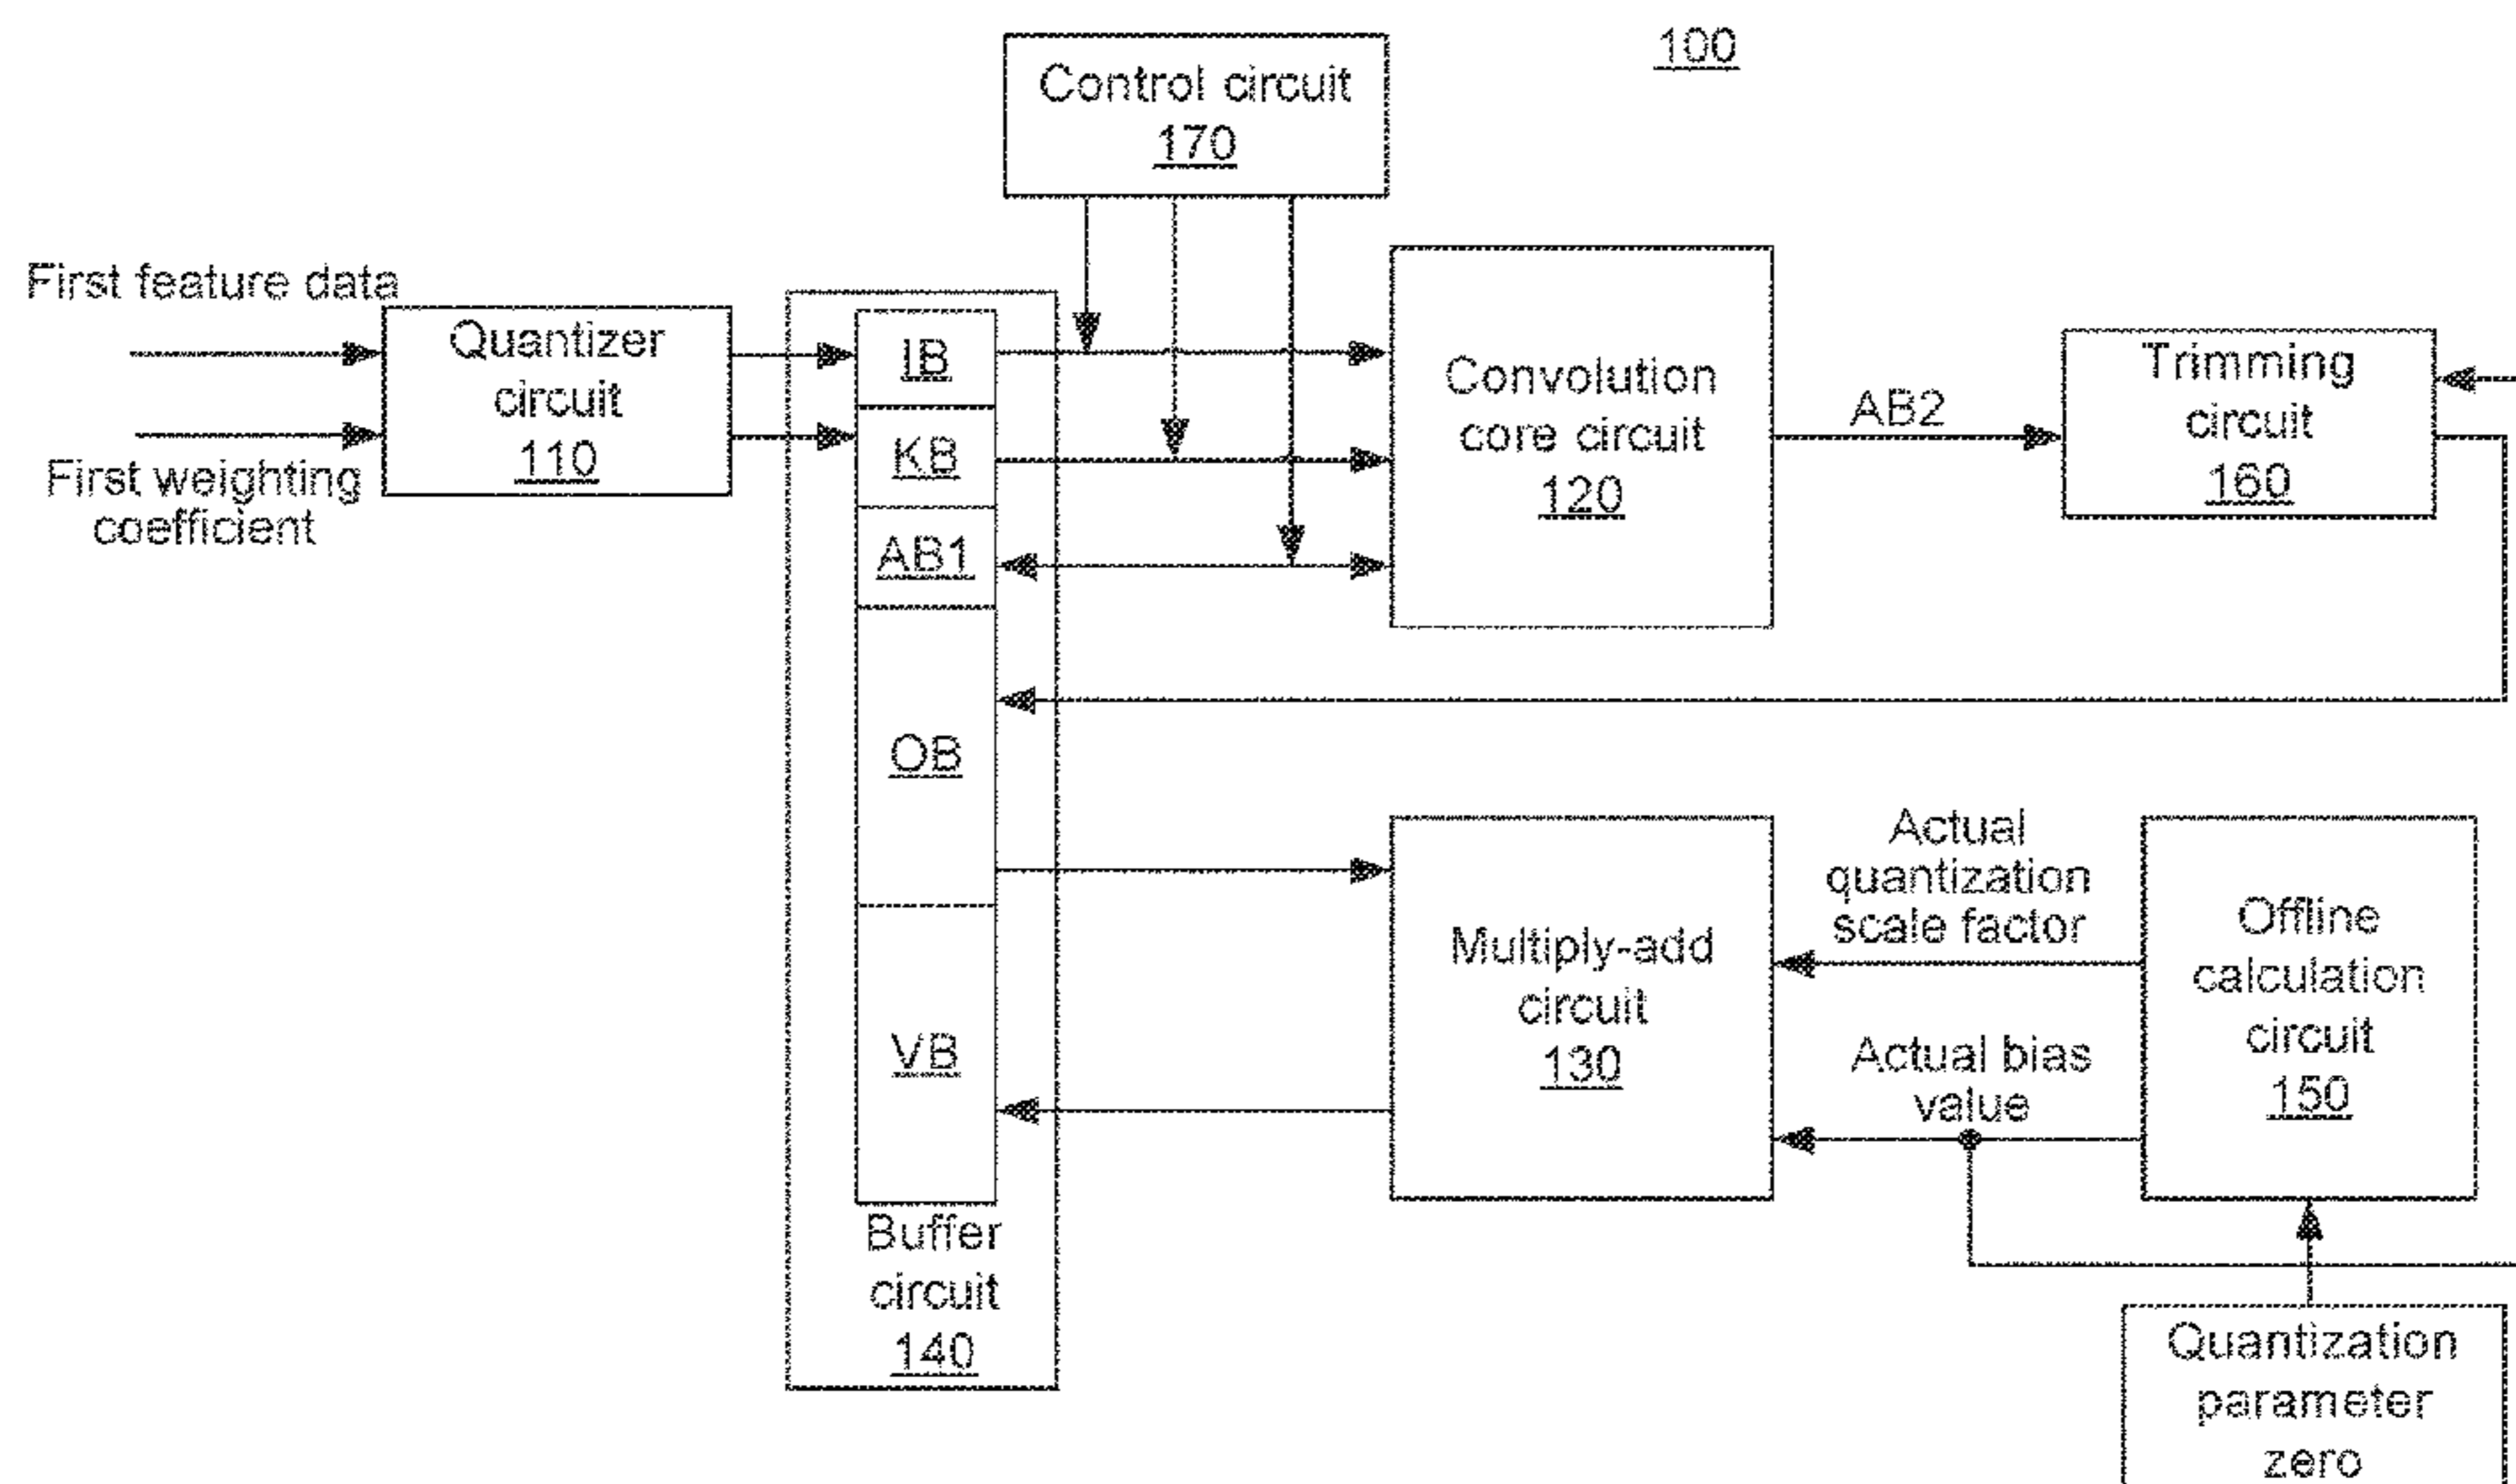 100
Control circuit
170
First feature data
First weighting
coefficient
Quantizer
circuit
110
IB
KB
AB1
OB
VB
Buffer
circuit
140
Convolution
core circuit
120
AB2
Trimming
circuit
160
Multiply-add
circuit
130
Actual
quantization
scale factor
Actual bias
value
Offline
calculation
circuit
150
Quantization
parameter
zero